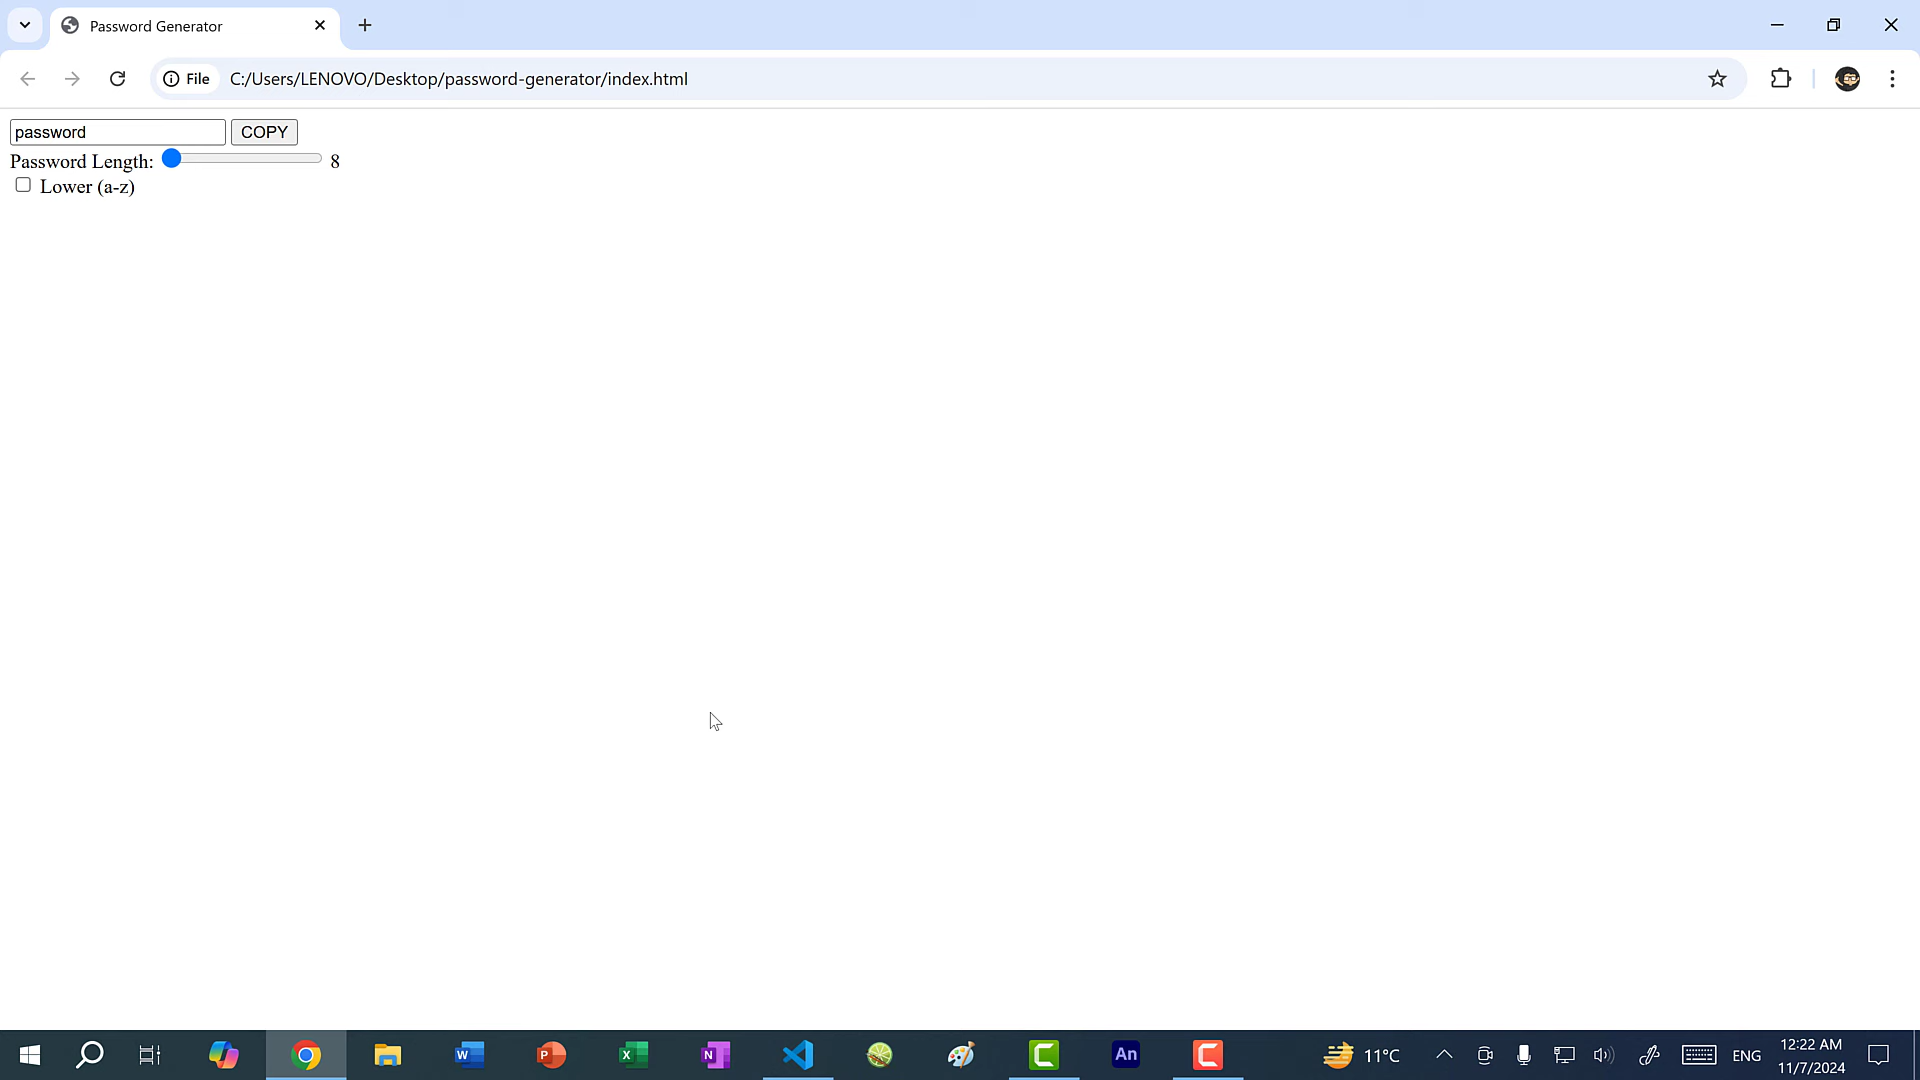 Password Generator
File C:/Users/LENOVO/Desktop/password-generator/index.html
password COPY
Password Length: 8
Lower (a-z)
W P X N An C C 11°C ENG 12:22 AM
11/7/2024